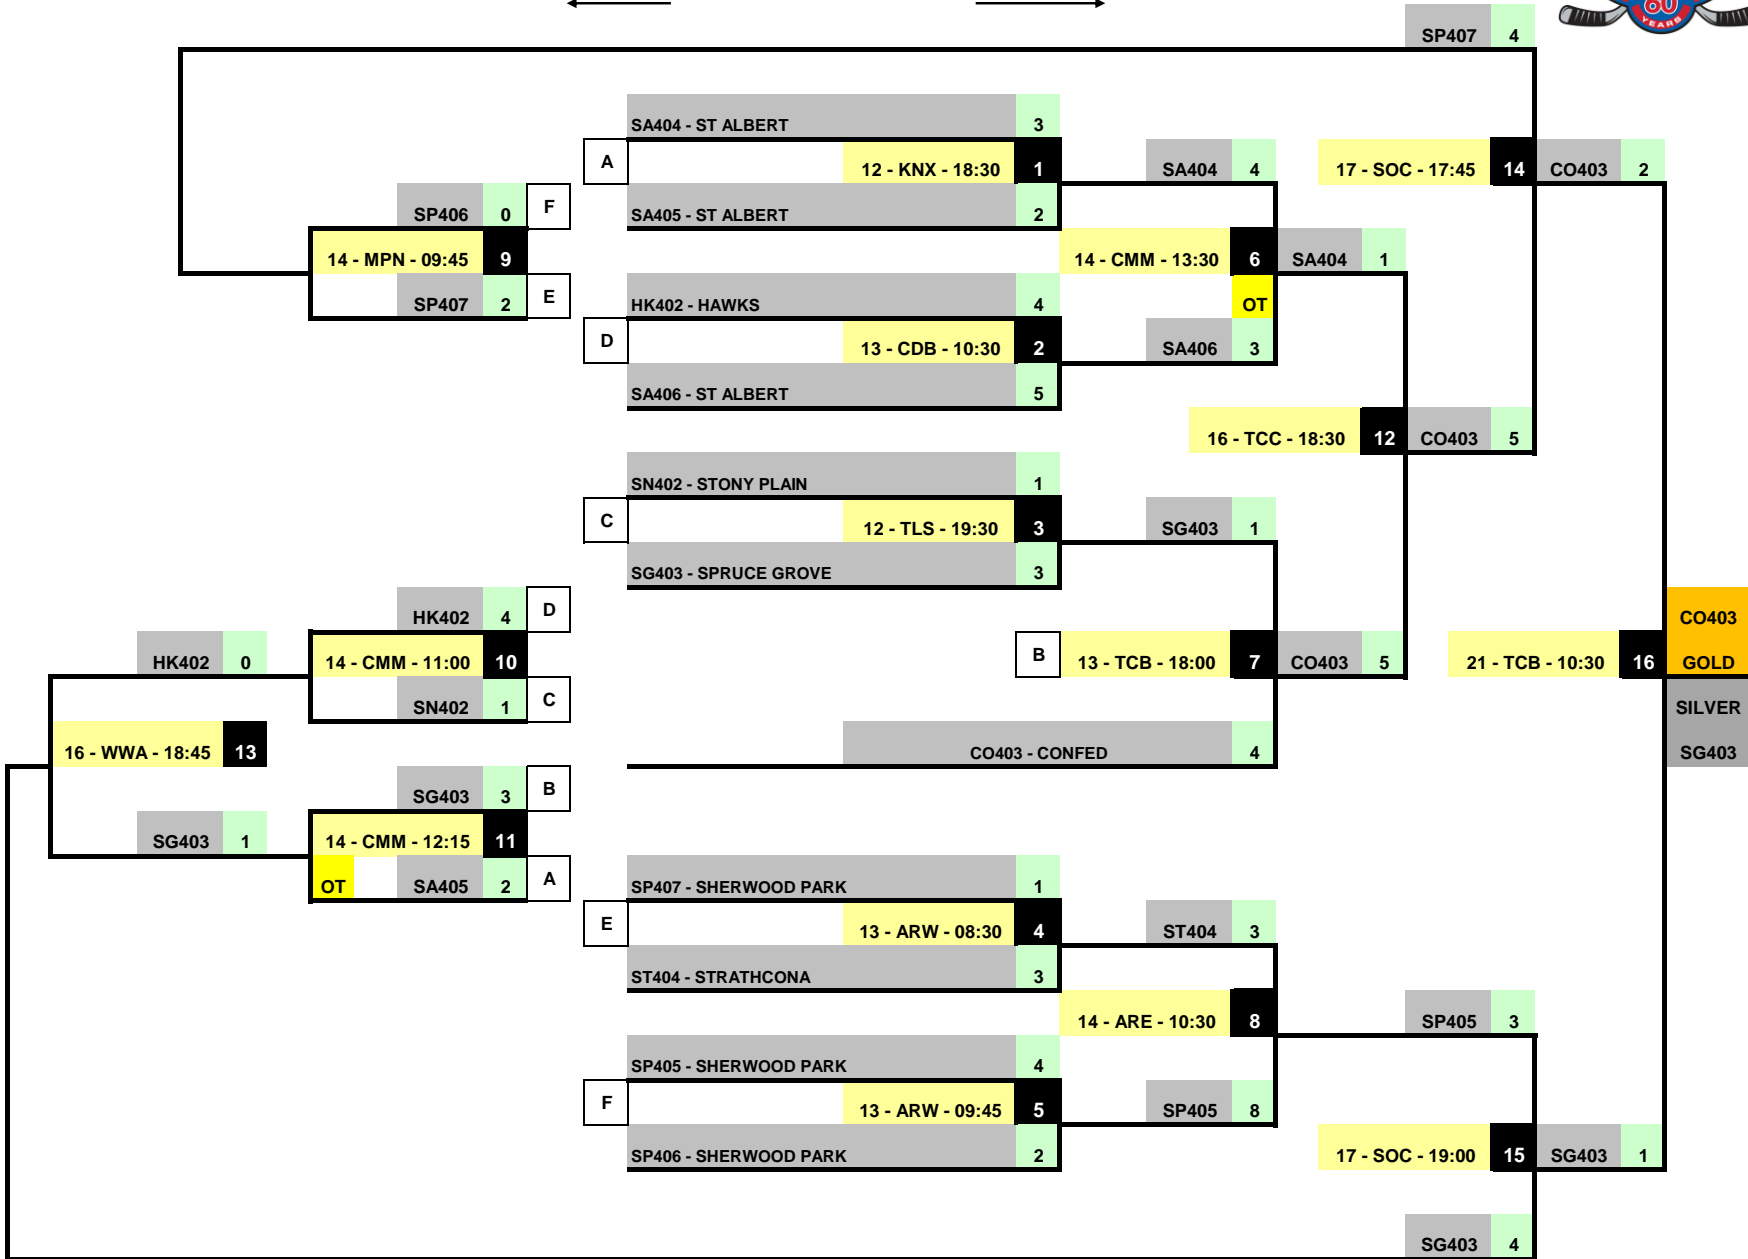 60
YEARS
SP407 4
SA404 - ST ALBERT 3
A 12 - KNX - 18:30 1 SA404 4 17 - SOC - 17:45 14 CO403 2
SP406 0 F SA405 - ST ALBERT 2
14 - MPN - 09:45 9 14 - CMM - 13:30 6 SA404 1
SP407 2 E HK402 - HAWKS 4 OT
D 13 - CDB - 10:30 2 SA406 3
SA406 - ST ALBERT 5
16 - TCC - 18:30 12 CO403 5
SN402 - STONY PLAIN 1
C 12 - TLS - 19:30 3 SG403 1
SG403 - SPRUCE GROVE 3
HK402 4 D CO403
HK402 0 14 - CMM - 11:00 10 B 13 - TCB - 18:00 7 CO403 5 21 - TCB - 10:30 16 GOLD
SN402 1 C SILVER
16 - WWA - 18:45 13 CO403 - CONFED 4 SG403
SG403 3 B
SG403 1 14 - CMM - 12:15 11
OT SA405 2 A SP407 - SHERWOOD PARK 1
E 13 - ARW - 08:30 4 ST404 3
ST404 - STRATHCONA 3
14 - ARE - 10:30 8 SP405 3
SP405 - SHERWOOD PARK 4
F 13 - ARW - 09:45 5 SP405 8
SP406 - SHERWOOD PARK 2 17 - SOC - 19:00 15 SG403 1
SG403 4